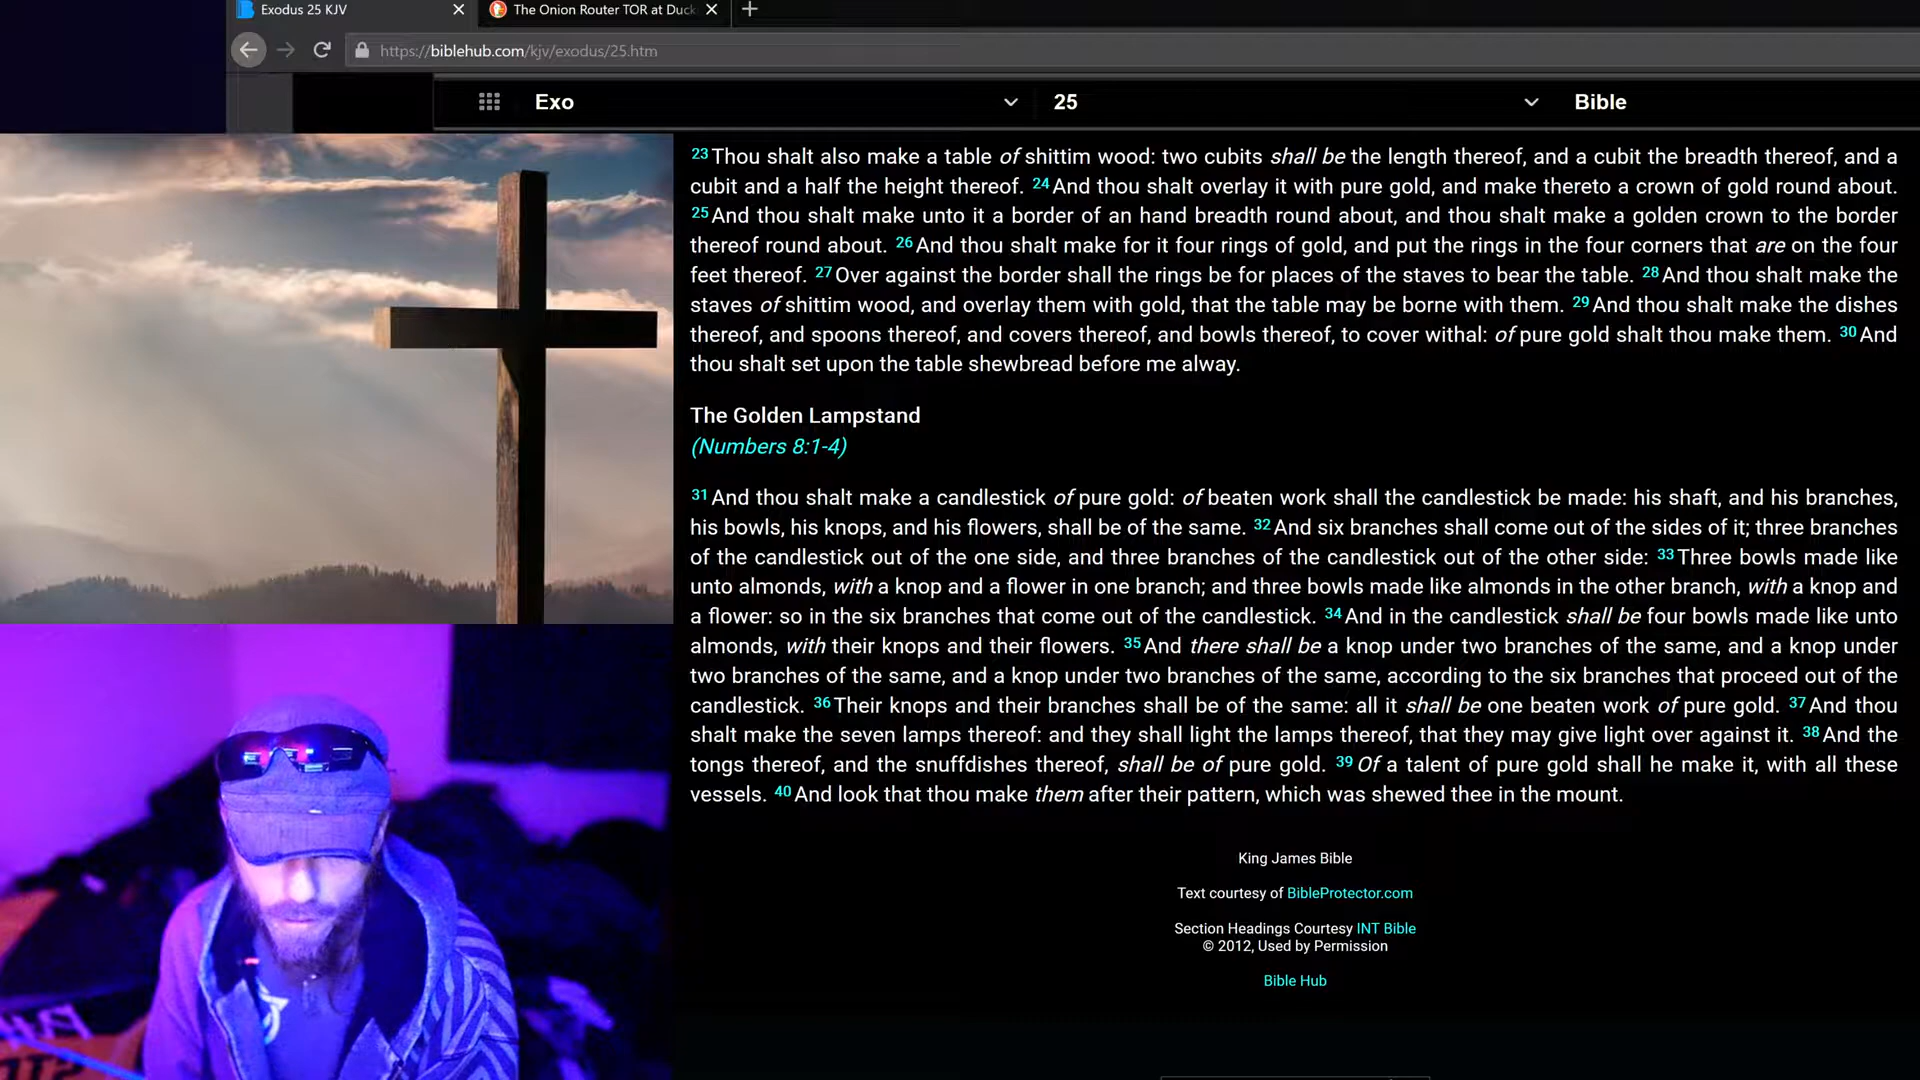 Exodus 25 KJV
The Onion Router TOR at Duck
https://biblehub.com/kjv/exodus/25.htm
Exo 25 Bible
23 Thou shalt also make a table of shittim wood: two cubits shall be the length thereof, and a cubit the breadth thereof, and a
cubit and a half the height thereof. 24 And thou shalt overlay it with pure gold, and make thereto a crown of gold round about.
25 And thou shalt make unto it a border of an hand breadth round about, and thou shalt make a golden crown to the border
thereof round about. 26 And thou shalt make for it four rings of gold, and put the rings in the four corners that are on the four
feet thereof. 27 Over against the border shall the rings be for places of the staves to bear the table. 28 And thou shalt make the
staves of shittim wood, and overlay them with gold, that the table may be borne with them. 29 And thou shalt make the dishes
thereof, and spoons thereof, and covers thereof, and bowls thereof, to cover withal: of pure gold shalt thou make them. 30 And
thou shalt set upon the table shewbread before me alway.
The Golden Lampstand
(Numbers 8:1-4)
31 And thou shalt make a candlestick of pure gold: of beaten work shall the candlestick be made: his shaft, and his branches,
his bowls, his knops, and his flowers, shall be of the same. 32 And six branches shall come out of the sides of it; three branches
of the candlestick out of the one side, and three branches of the candlestick out of the other side: 33 Three bowls made like
unto almonds, with a knop and a flower in one branch; and three bowls made like almonds in the other branch, with a knop and
a flower: so in the six branches that come out of the candlestick. 34 And in the candlestick shall be four bowls made like unto
almonds, with their knops and their flowers. 35 And there shall be a knop under two branches of the same, and a knop under
two branches of the same, and a knop under two branches of the same, according to the six branches that proceed out of the
candlestick. 36 Their knops and their branches shall be of the same: all it shall be one beaten work of pure gold. 37 And thou
shalt make the seven lamps thereof: and they shall light the lamps thereof, that they may give light over against it. 38 And the
tongs thereof, and the snuffdishes thereof, shall be of pure gold. 39 Of a talent of pure gold shall he make it, with all these
vessels. 40 And look that thou make them after their pattern, which was shewed thee in the mount.
King James Bible
Text courtesy of BibleProtector.com
Section Headings Courtesy INT Bible
© 2012, Used by Permission
Bible Hub